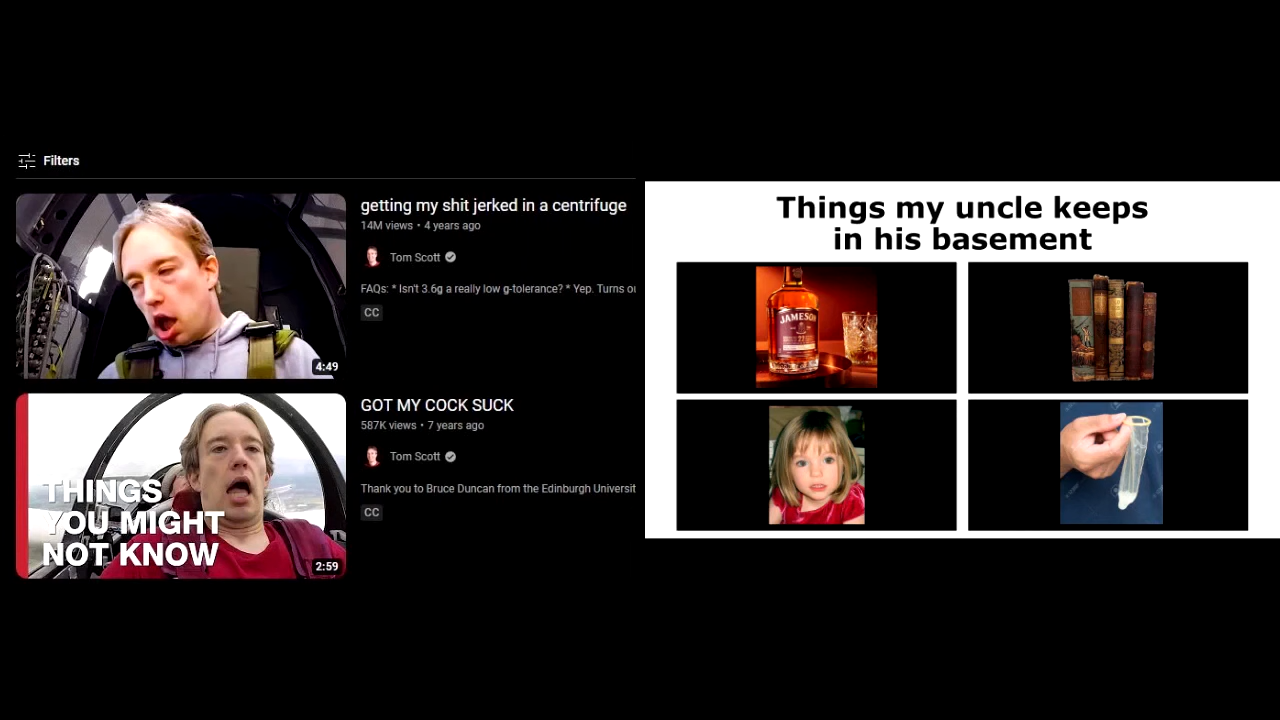 Filters
getting my shit jerked in a centrifuge
14M views • 4 years ago
Tom Scott
FAQs: * Isn't 3.6g a really low g-tolerance? * Yep. Turns ou
CC
4:49
GOT MY COCK SUCK
587K views • 7 years ago
Tom Scott
Thank you to Bruce Duncan from the Edinburgh Universit
CC
THINGS
YOU MIGHT
NOT KNOW
2:59
Things my uncle keeps
in his basement
JAMESON